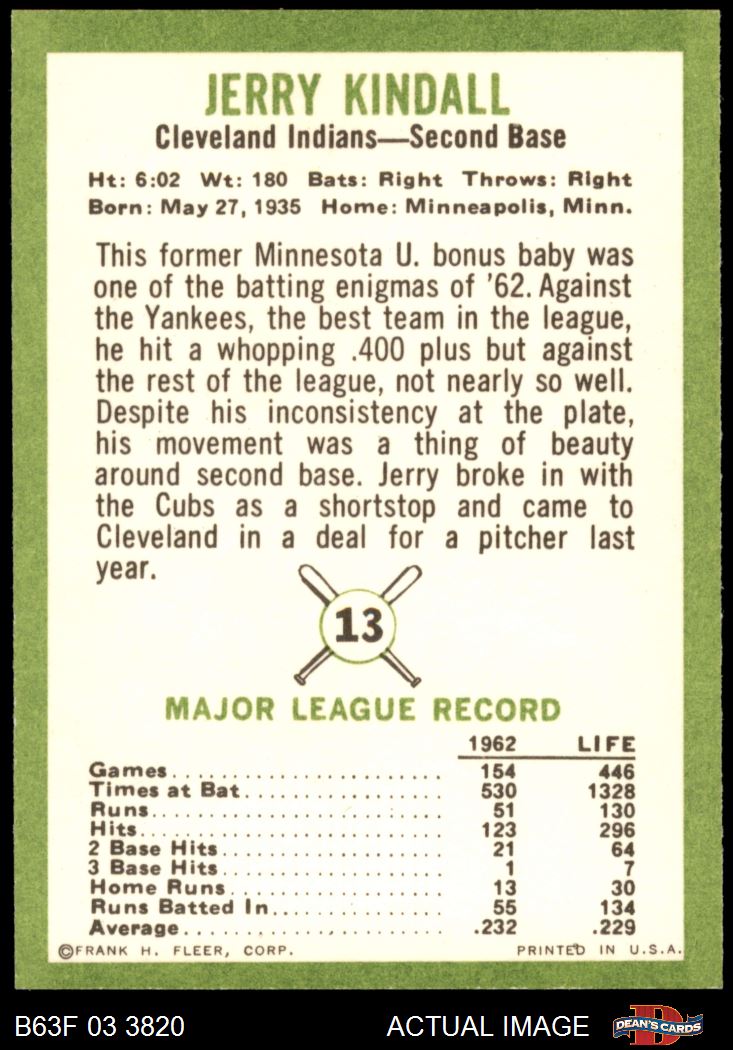 JERRY KINDALL
Cleveland Indians—Second Base
Ht: 6:02 Wt: 180 Bats: Right Throws: Right
Born: May 27, 1935 Home: Minneapolis, Minn.
This former Minnesota U. bonus baby was
one of the batting enigmas of '62. Against
the Yankees, the best team in the league,
he hit a whopping .400 plus but against
the rest of the league, not nearly so well.
Despite his inconsistency at the plate,
his movement was a thing of beauty
around second base. Jerry broke in with
the Cubs as a shortstop and came to
Cleveland in a deal for a pitcher last
year.
13
MAJOR LEAGUE RECORD
1962 LIFE
Games 154 446
Times at Bat 530 1328
Runs 51 130
Hits 123 296
2 Base Hits 21 64
3 Base Hits 1 7
Home Runs 13 30
Runs Batted In 55 134
Average .232 .229
©FRANK H. FLEER, CORP. PRINTED IN U.S.A.
B63F 03 3820 ACTUAL IMAGE DEAN'S CARDS